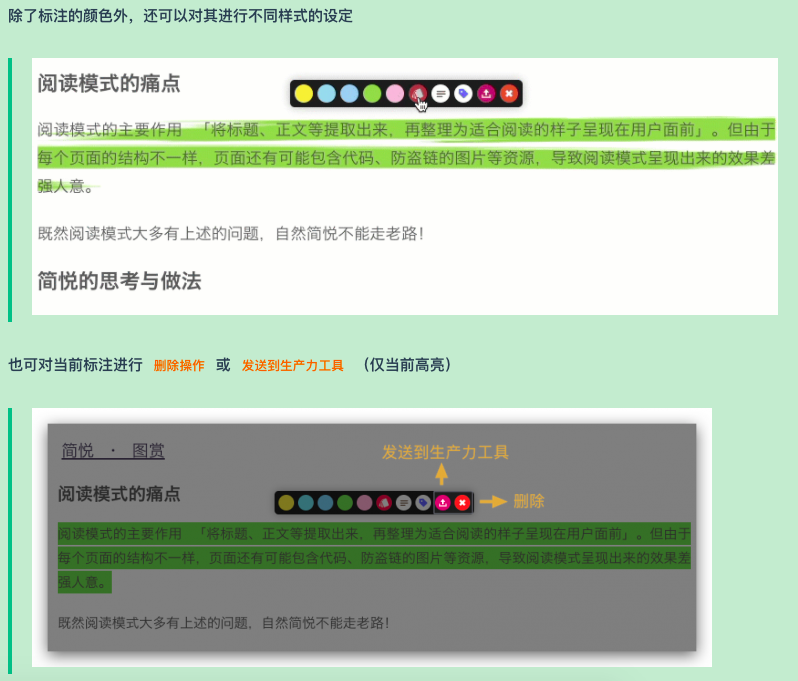 除了标注的颜色外，还可以对其进行不同样式的设定
阅读模式的痛点
阅读模式的主要作用 「将标题、正文等提取出来，再整理为适合阅读的样子呈现在用户面前」。但由于
每个页面的结构不一样，页面还有可能包含代码、防盗链的图片等资源，导致阅读模式呈现出来的效果差
强人意。
既然阅读模式大多有上述的问题，自然简悦不能走老路！
简悦的思考与做法
也可对当前标注进行 删除操作 或 发送到生产力工具 （仅当前高亮）
简悦 · 图赏
发送到生产力工具
阅读模式的痛点
删除
阅读模式的主要作用 「将标题、正文等提取出来，再整理为适合阅读的样子呈现在用户面前」。但由于
每个页面的结构不一样，页面还有可能包含代码、防盗链的图片等资源，导致阅读模式呈现出来的效果差
强人意。
既然阅读模式大多有上述的问题，自然简悦不能走老路！